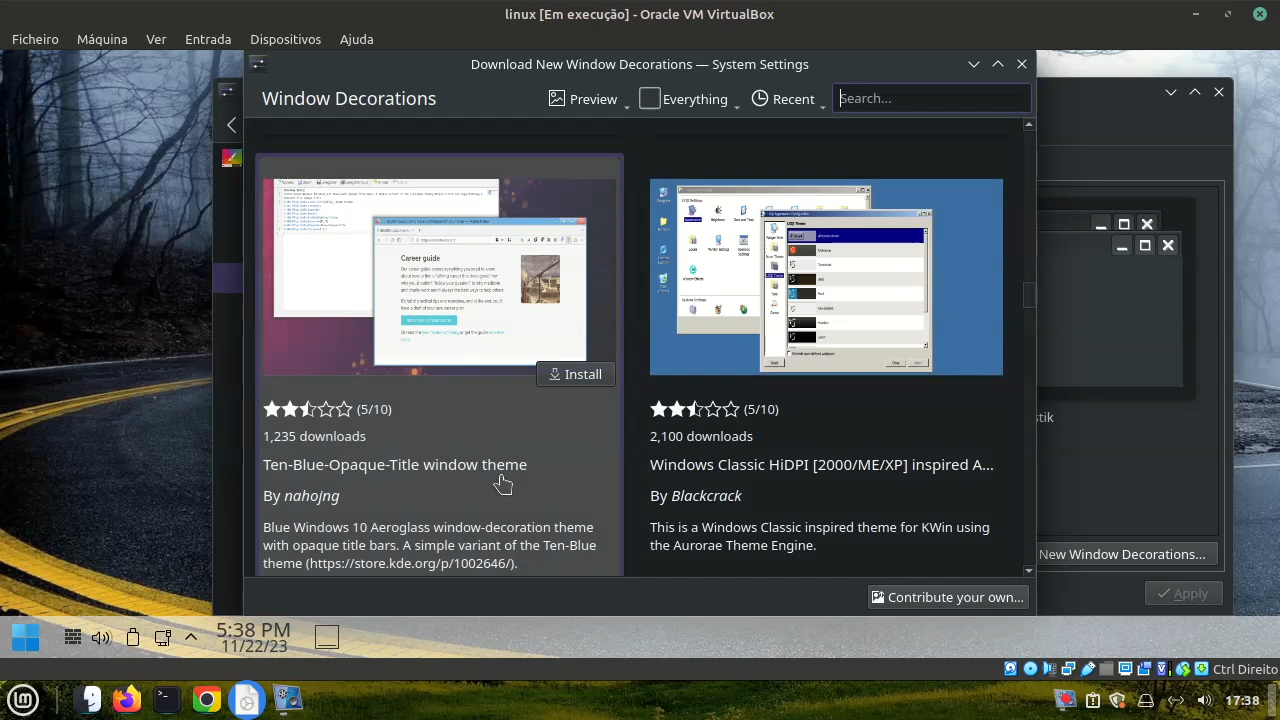 linux [Em execução] - Oracle VM VirtualBox
Ficheiro Máquina Ver Entrada Dispositivos Ajuda
Download New Window Decorations — System Settings
Window Decorations
Preview
Everything
Recent
Search...
Career guide
Install
(5/10)
1,235 downloads
Ten-Blue-Opaque-Title window theme
By nahojng
Blue Windows 10 Aeroglass window-decoration theme
with opaque title bars. A simple variant of the Ten-Blue
theme (https://store.kde.org/p/1002646/).
(5/10)
2,100 downloads
Windows Classic HiDPI [2000/ME/XP] inspired A...
By Blackcrack
This is a Windows Classic inspired theme for KWin using
the Aurorae Theme Engine.
stik
New Window Decorations...
Contribute your own...
Apply
5:38 PM
11/22/23
Ctrl Direito
17:38